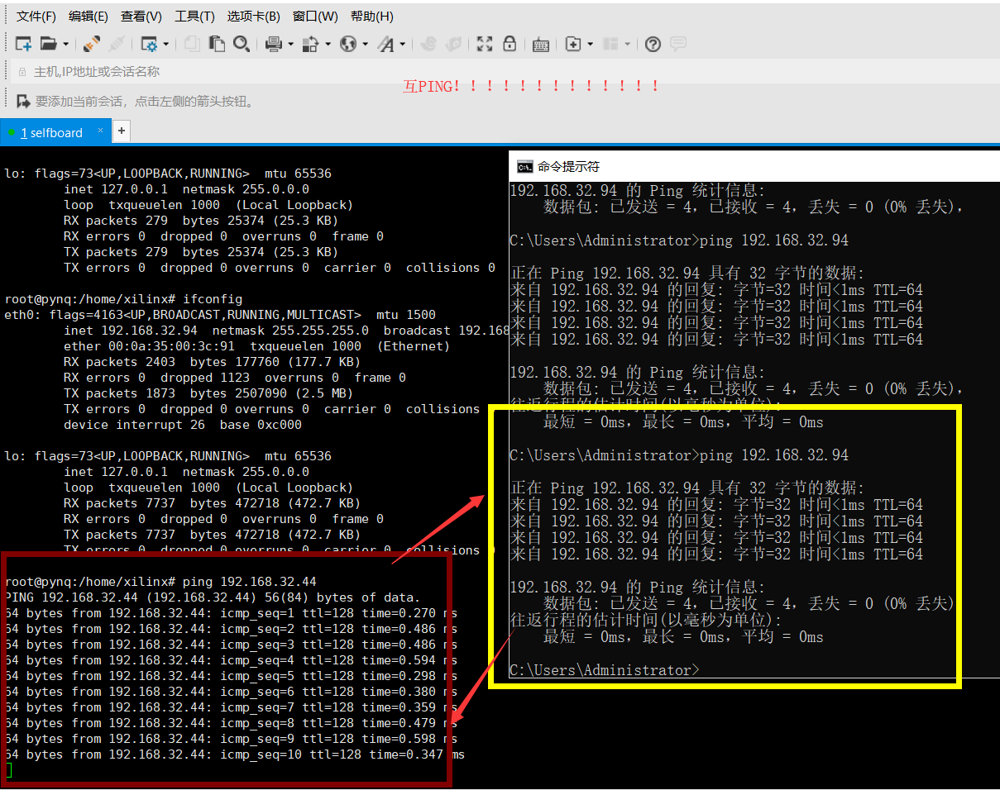 文件(F) 编辑(E) 查看(V) 工具(T) 选项卡(B) 窗口(W) 帮助(H)
主机,IP地址或会话名称
互PING！！！！！！！！！！！！！
要添加当前会话，点击左侧的箭头按钮。
1 selfboard × +
lo: flags=73<UP,LOOPBACK,RUNNING>  mtu 65536
inet 127.0.0.1  netmask 255.0.0.0
loop  txqueuelen 1000  (Local Loopback)
RX packets 279  bytes 25374 (25.3 KB)
RX errors 0  dropped 0  overruns 0  frame 0
TX packets 279  bytes 25374 (25.3 KB)
TX errors 0  dropped 0 overruns 0  carrier 0  collisions 0
root@pynq:/home/xilinx# ifconfig
eth0: flags=4163<UP,BROADCAST,RUNNING,MULTICAST>  mtu 1500
inet 192.168.32.94  netmask 255.255.255.0  broadcast 192.168
ether 00:0a:35:00:3c:91  txqueuelen 1000  (Ethernet)
RX packets 2403  bytes 177760 (177.7 KB)
RX errors 0  dropped 1123  overruns 0  frame 0
TX packets 1873  bytes 2507090 (2.5 MB)
TX errors 0  dropped 0 overruns 0  carrier 0  collisions
device interrupt 26  base 0xc000
lo: flags=73<UP,LOOPBACK,RUNNING>  mtu 65536
inet 127.0.0.1  netmask 255.0.0.0
loop  txqueuelen 1000  (Local Loopback)
RX packets 7737  bytes 472718 (472.7 KB)
RX errors 0  dropped 0  overruns 0  frame 0
TX packets 7737  bytes 472718 (472.7 KB)
TX errors 0  dropped 0 overruns 0  carrier 0  collisions 0
root@pynq:/home/xilinx# ping 192.168.32.44
PING 192.168.32.44 (192.168.32.44) 56(84) bytes of data.
64 bytes from 192.168.32.44: icmp_seq=1 ttl=128 time=0.270 ms
64 bytes from 192.168.32.44: icmp_seq=2 ttl=128 time=0.486 ms
64 bytes from 192.168.32.44: icmp_seq=3 ttl=128 time=0.486 ms
64 bytes from 192.168.32.44: icmp_seq=4 ttl=128 time=0.594 ms
64 bytes from 192.168.32.44: icmp_seq=5 ttl=128 time=0.298 ms
64 bytes from 192.168.32.44: icmp_seq=6 ttl=128 time=0.380 ms
64 bytes from 192.168.32.44: icmp_seq=7 ttl=128 time=0.359 ms
64 bytes from 192.168.32.44: icmp_seq=8 ttl=128 time=0.479 ms
64 bytes from 192.168.32.44: icmp_seq=9 ttl=128 time=0.598 ms
64 bytes from 192.168.32.44: icmp_seq=10 ttl=128 time=0.347 ms
命令提示符
192.168.32.94 的 Ping 统计信息:
数据包: 已发送 = 4，已接收 = 4，丢失 = 0 (0% 丢失)，
C:\Users\Administrator>ping 192.168.32.94
正在 Ping 192.168.32.94 具有 32 字节的数据:
来自 192.168.32.94 的回复: 字节=32 时间<1ms TTL=64
来自 192.168.32.94 的回复: 字节=32 时间<1ms TTL=64
来自 192.168.32.94 的回复: 字节=32 时间<1ms TTL=64
来自 192.168.32.94 的回复: 字节=32 时间<1ms TTL=64
192.168.32.94 的 Ping 统计信息:
数据包: 已发送 = 4，已接收 = 4，丢失 = 0 (0% 丢失)，
往返行程的估计时间(以毫秒为单位):
最短 = 0ms，最长 = 0ms，平均 = 0ms
C:\Users\Administrator>ping 192.168.32.94
正在 Ping 192.168.32.94 具有 32 字节的数据:
来自 192.168.32.94 的回复: 字节=32 时间<1ms TTL=64
来自 192.168.32.94 的回复: 字节=32 时间<1ms TTL=64
来自 192.168.32.94 的回复: 字节=32 时间<1ms TTL=64
来自 192.168.32.94 的回复: 字节=32 时间<1ms TTL=64
192.168.32.94 的 Ping 统计信息:
数据包: 已发送 = 4，已接收 = 4，丢失 = 0 (0% 丢失)
往返行程的估计时间(以毫秒为单位):
最短 = 0ms，最长 = 0ms，平均 = 0ms
C:\Users\Administrator>